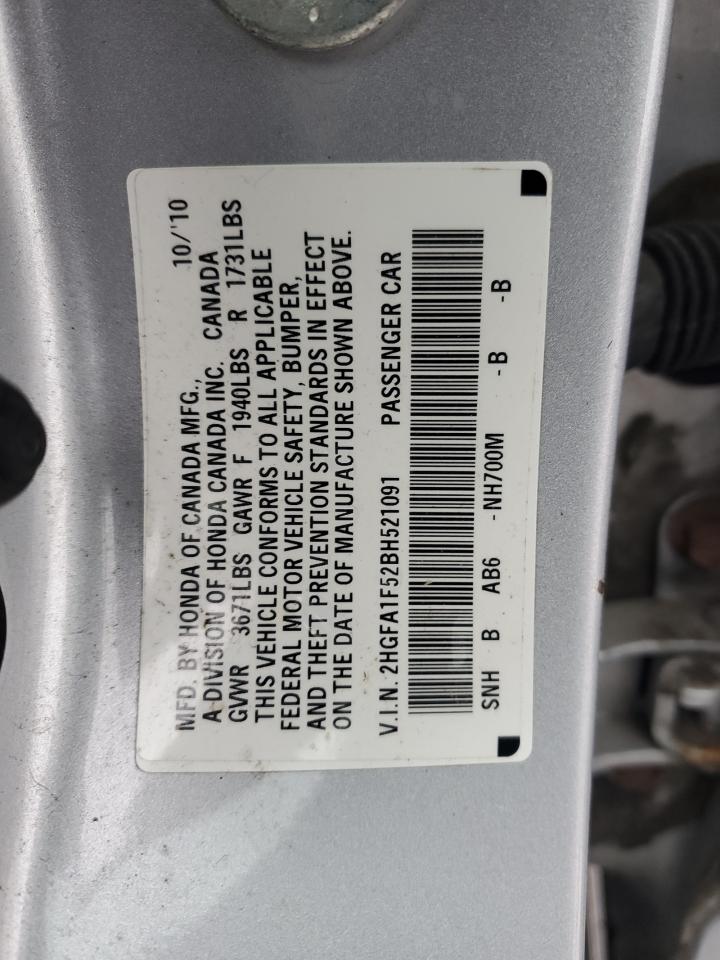 MFD. BY HONDA OF CANADA MFG., 10/'10
A DIVISION OF HONDA CANADA INC. CANADA
GVWR 3671LBS GAWR F 1940LBS R 1731LBS
THIS VEHICLE CONFORMS TO ALL APPLICABLE
FEDERAL MOTOR VEHICLE SAFETY, BUMPER,
AND THEFT PREVENTION STANDARDS IN EFFECT
ON THE DATE OF MANUFACTURE SHOWN ABOVE.
V.I.N. 2HGFA1F52BH521091 PASSENGER CAR
SNH B AB6 -NH700M -B -B